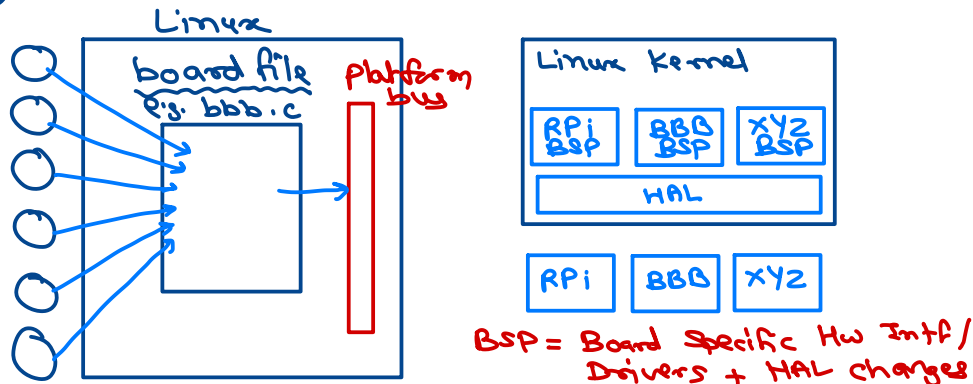 Linux
board file
e.g. bbb.c
Platform
bus
Linux Kernel
RPi
BSP
BBB
BSP
XYZ
BSP
HAL
RPi
BBB
XYZ
BSP = Board Specific Hw Intf/
Drivers + HAL changes